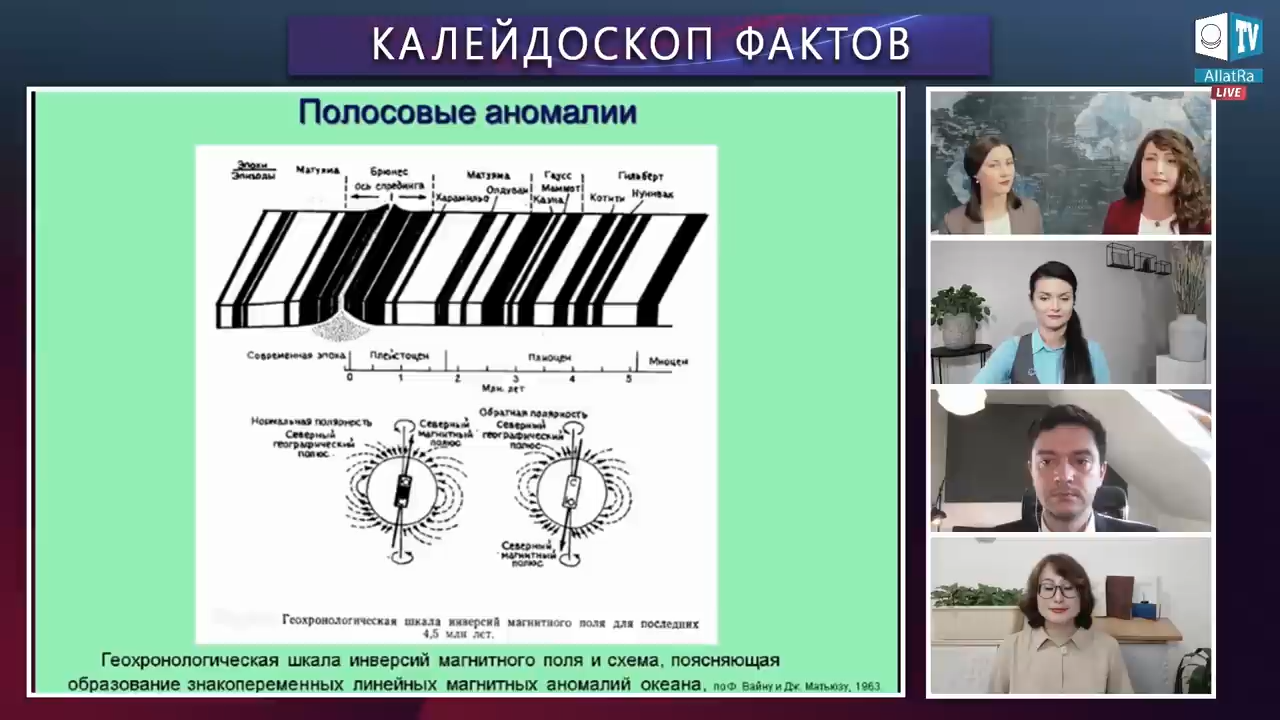 КАЛЕЙДОСКОП ФАКТОВ
TV
AllatRa
LIVE
Полосовые аномалии
Эпохи
Эпизоды
Матуяма
Брюнес
Ось спрединга
Матуяма
Харамильо
Олдувай
Гаусс
Маммот
Каэна
Гильберт
Котити
Нунивак
Современная эпоха
Плейстоцен
Плиоцен
Миоцен
0 1 2 3 4 5
Млн. лет
Нормальная полярность
Северный
географический
полюс
Северный
магнитный
полюс
Обратная полярность
Северный
географический
полюс
Северный
магнитный
полюс
Геохронологическая шкала инверсий магнитного поля для последних
4,5 млн лет.
Геохронологическая шкала инверсий магнитного поля и схема, поясняющая
образование знакопеременных линейных магнитных аномалий океана, по Ф. Вайну и Дж. Матьюзу, 1963.